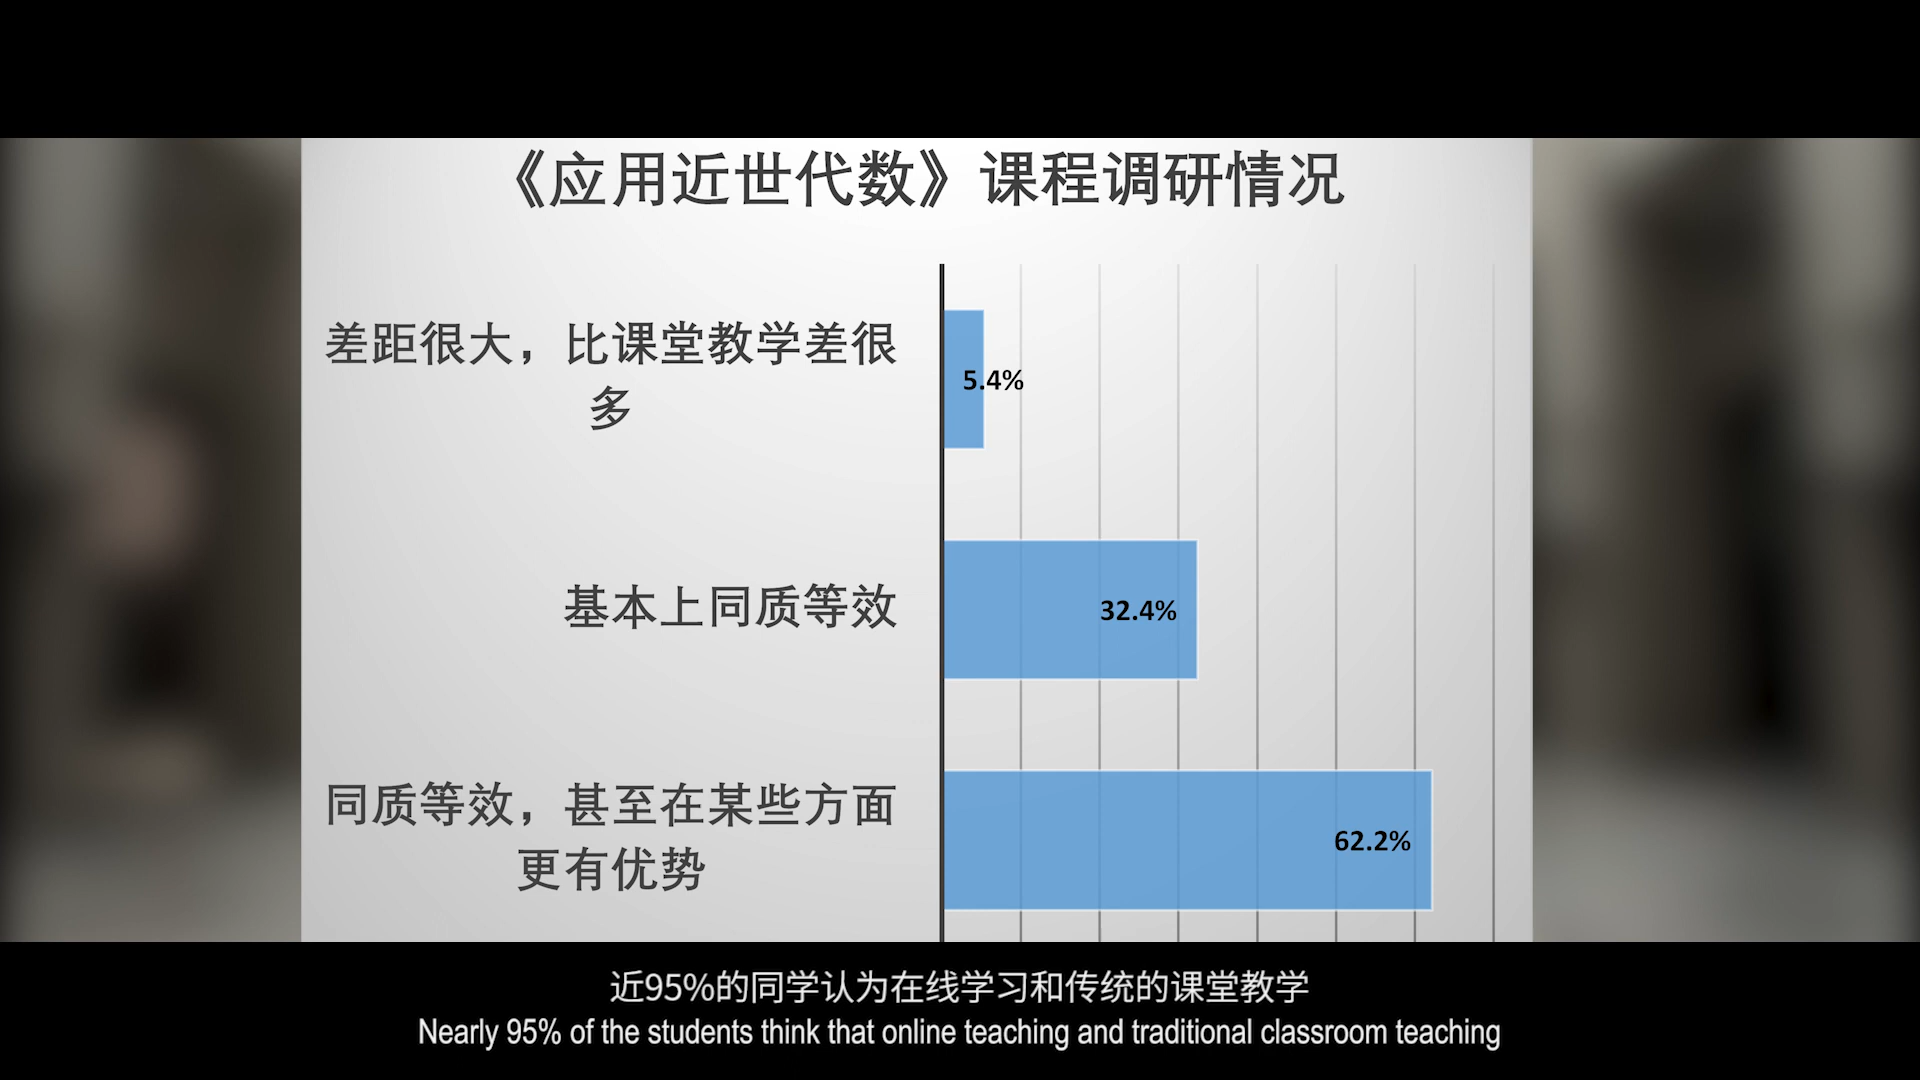 《应用近世代数》课程调研情况
差距很大，比课堂教学差很
多
5.4%
基本上同质等效
32.4%
同质等效，甚至在某些方面
更有优势
62.2%
近95%的同学认为在线学习和传统的课堂教学
Nearly 95% of the students think that online teaching and traditional classroom teaching